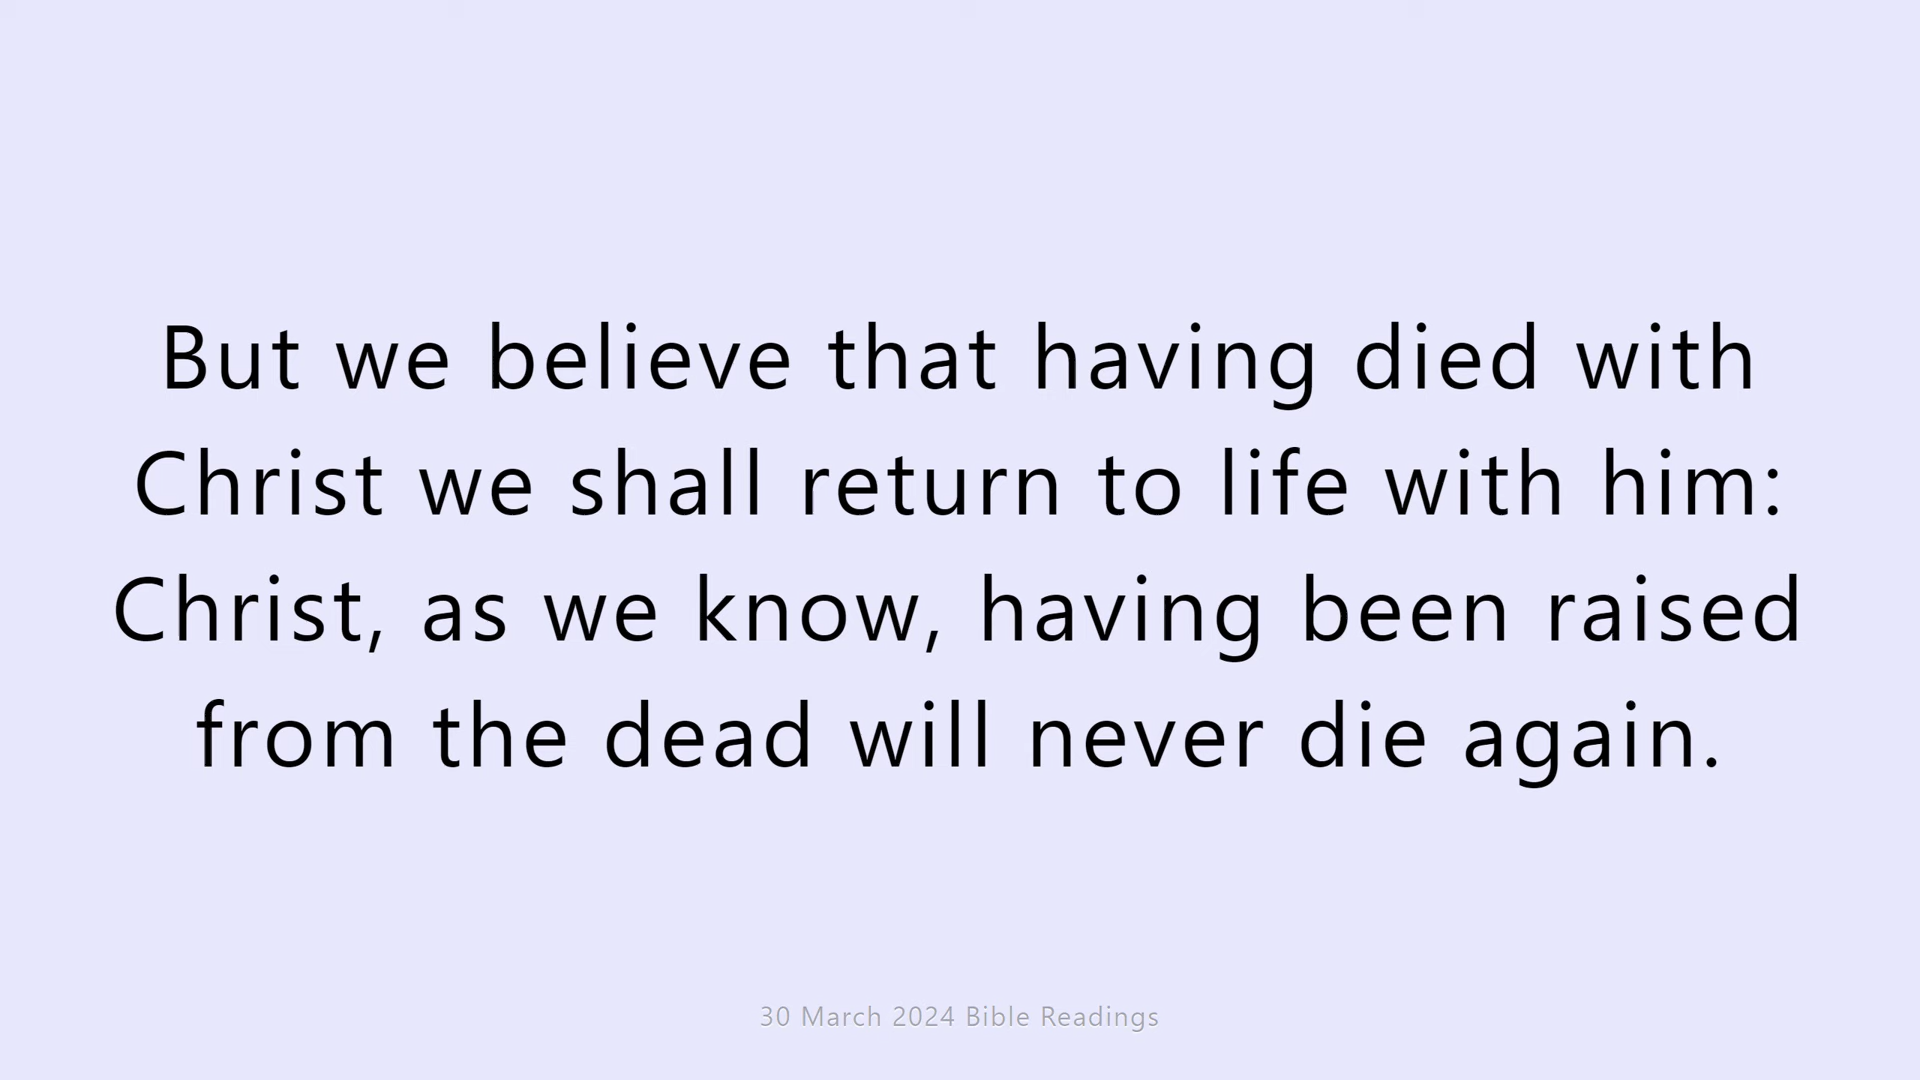 But we believe that having died with
Christ we shall return to life with him:
Christ, as we know, having been raised
from the dead will never die again.
30 March 2024 Bible Readings